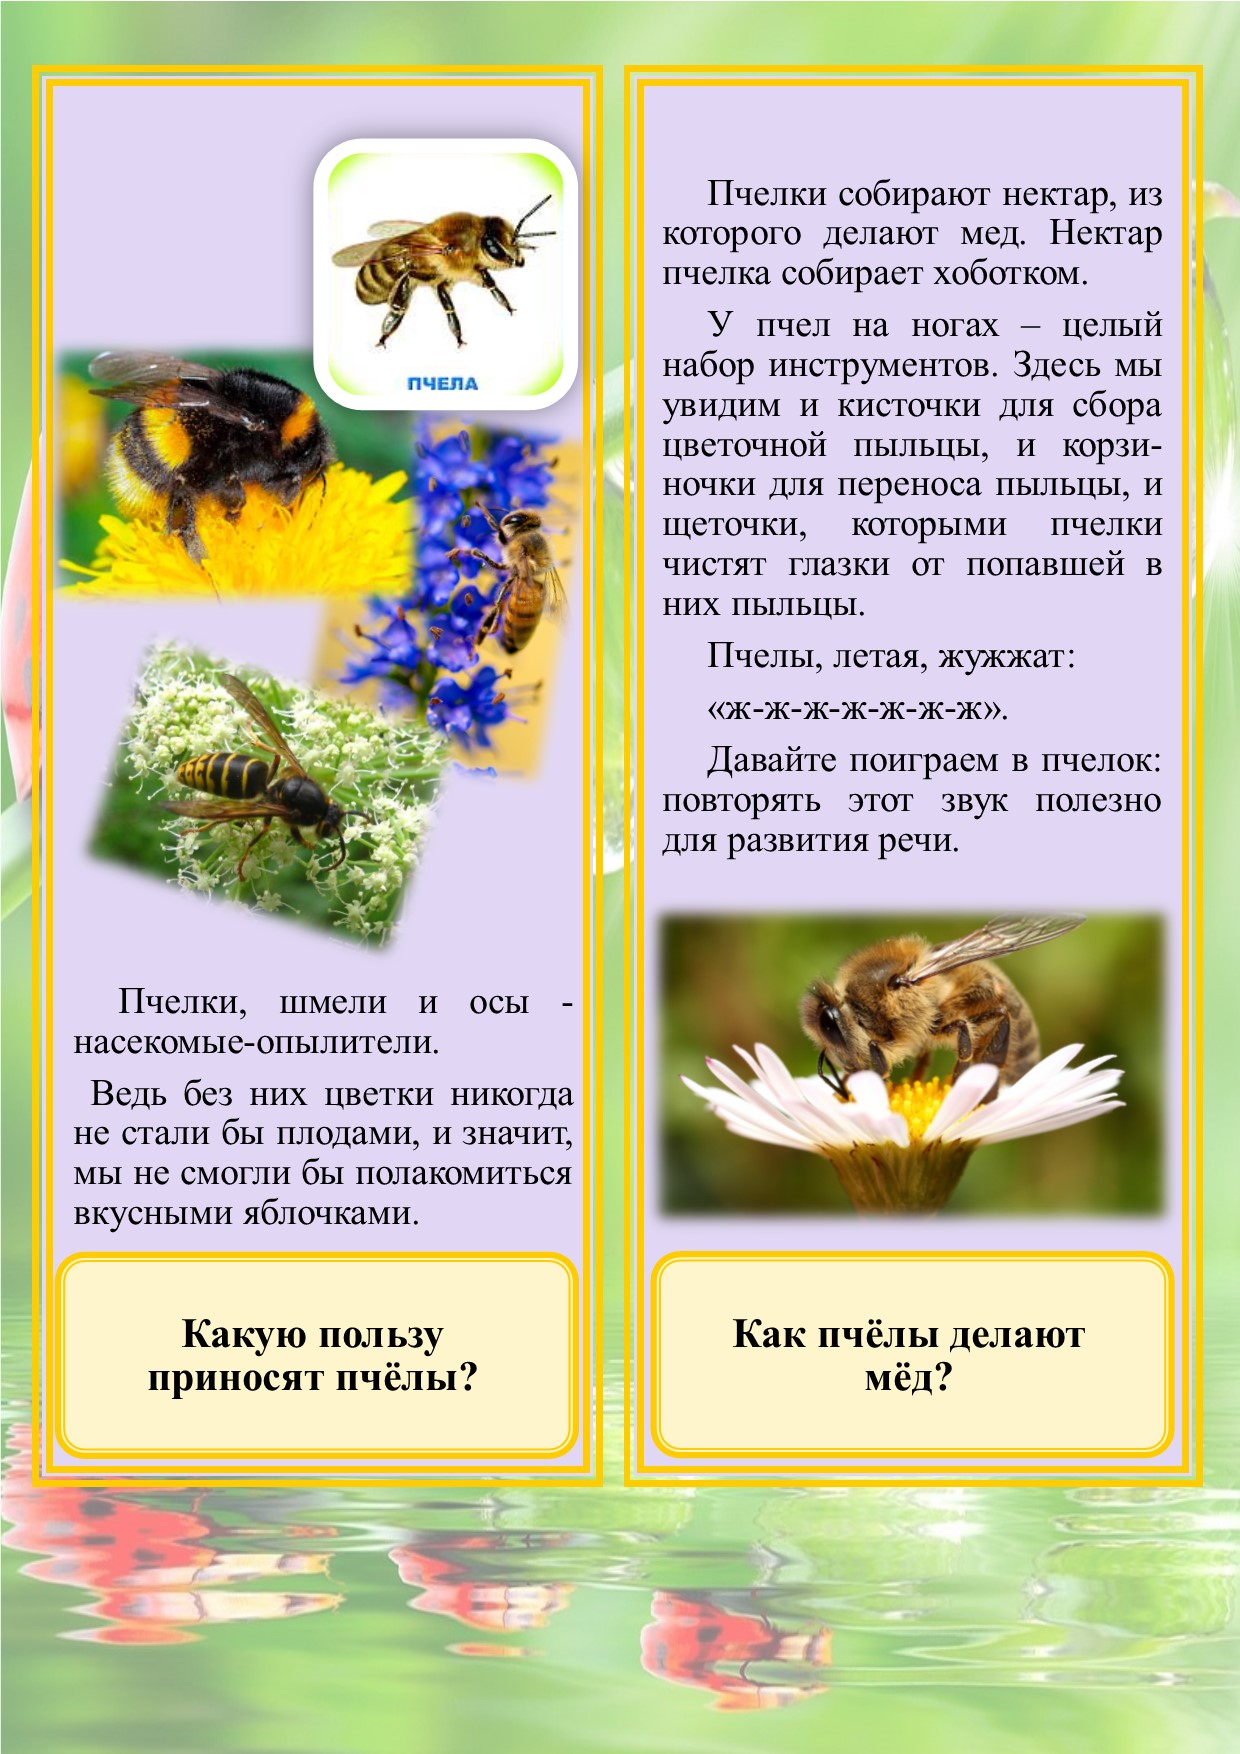 ПЧЕЛА
Пчелки, шмели и осы -
насекомые-опылители.
Ведь без них цветки никогда
не стали бы плодами, и значит,
мы не смогли бы полакомиться
вкусными яблочками.
Какую пользу
приносят пчёлы?
Пчелки собирают нектар, из
которого делают мед. Нектар
пчелка собирает хоботком.
У пчел на ногах – целый
набор инструментов. Здесь мы
увидим и кисточки для сбора
цветочной пыльцы, и корзи-
ночки для переноса пыльцы, и
щеточки, которыми пчелки
чистят глазки от попавшей в
них пыльцы.
Пчелы, летая, жужжат:
«ж-ж-ж-ж-ж-ж-ж».
Давайте поиграем в пчелок:
повторять этот звук полезно
для развития речи.
Как пчёлы делают
мёд?